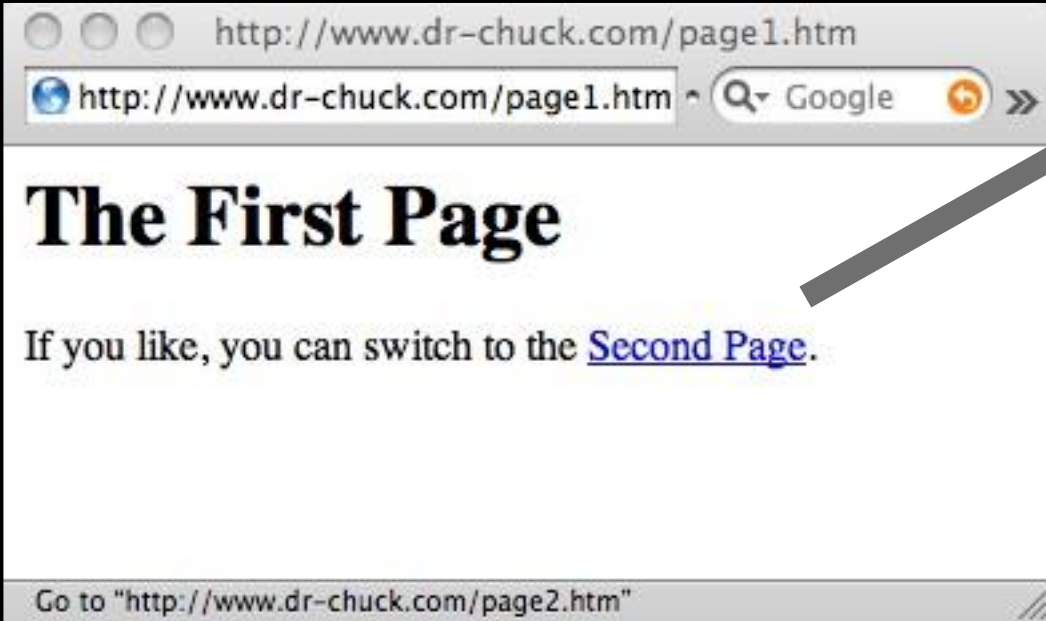 http://www.dr-chuck.com/page1.htm
http://www.dr-chuck.com/page1.htm Google
The First Page
If you like, you can switch to the Second Page.
Go to "http://www.dr-chuck.com/page2.htm"